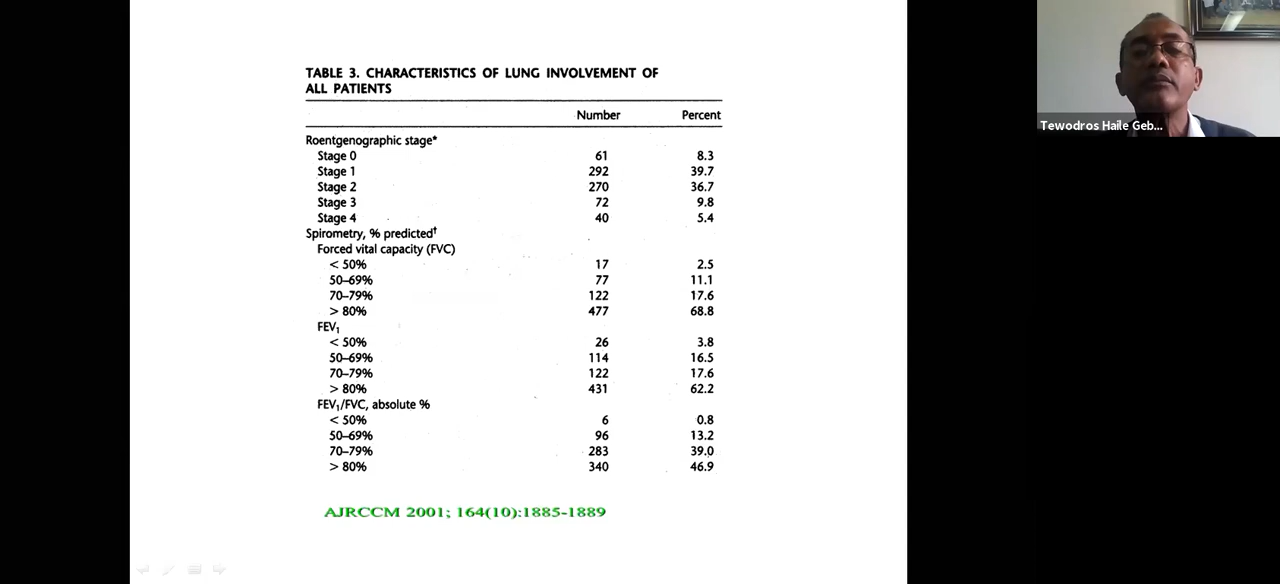 TABLE 3. CHARACTERISTICS OF LUNG INVOLVEMENT OF
ALL PATIENTS
Number Percent
Roentgenographic stage*
Stage 0 61 8.3
Stage 1 292 39.7
Stage 2 270 36.7
Stage 3 72 9.8
Stage 4 40 5.4
Spirometry, % predicted†
Forced vital capacity (FVC)
< 50% 17 2.5
50–69% 77 11.1
70–79% 122 17.6
> 80% 477 68.8
FEV₁
< 50% 26 3.8
50–69% 114 16.5
70–79% 122 17.6
> 80% 431 62.2
FEV₁/FVC, absolute %
< 50% 6 0.8
50–69% 96 13.2
70–79% 283 39.0
> 80% 340 46.9
AJRCCM 2001; 164(10):1885-1889
Tewodros Haile Geb...